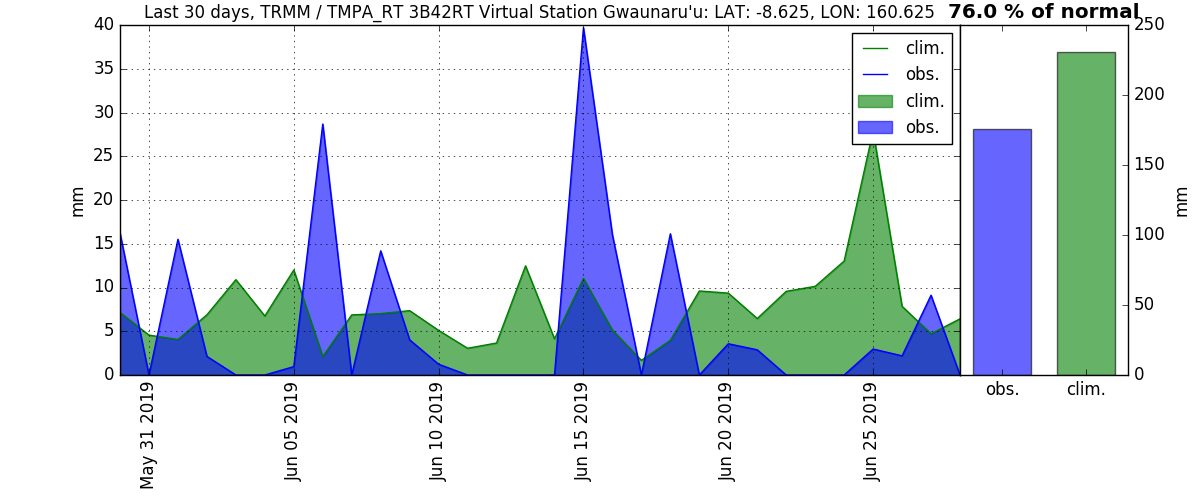 Last 30 days, TRMM / TMPA_RT 3B42RT Virtual Station Gwaunaru'u: LAT: -8.625, LON: 160.625
76.0 % of normal
40
35
30
25
20
15
10
5
0
mm
May 31 2019
Jun 05 2019
Jun 10 2019
Jun 15 2019
Jun 20 2019
Jun 25 2019
clim.
obs.
clim.
obs.
250
200
150
100
50
0
mm
obs.
clim.